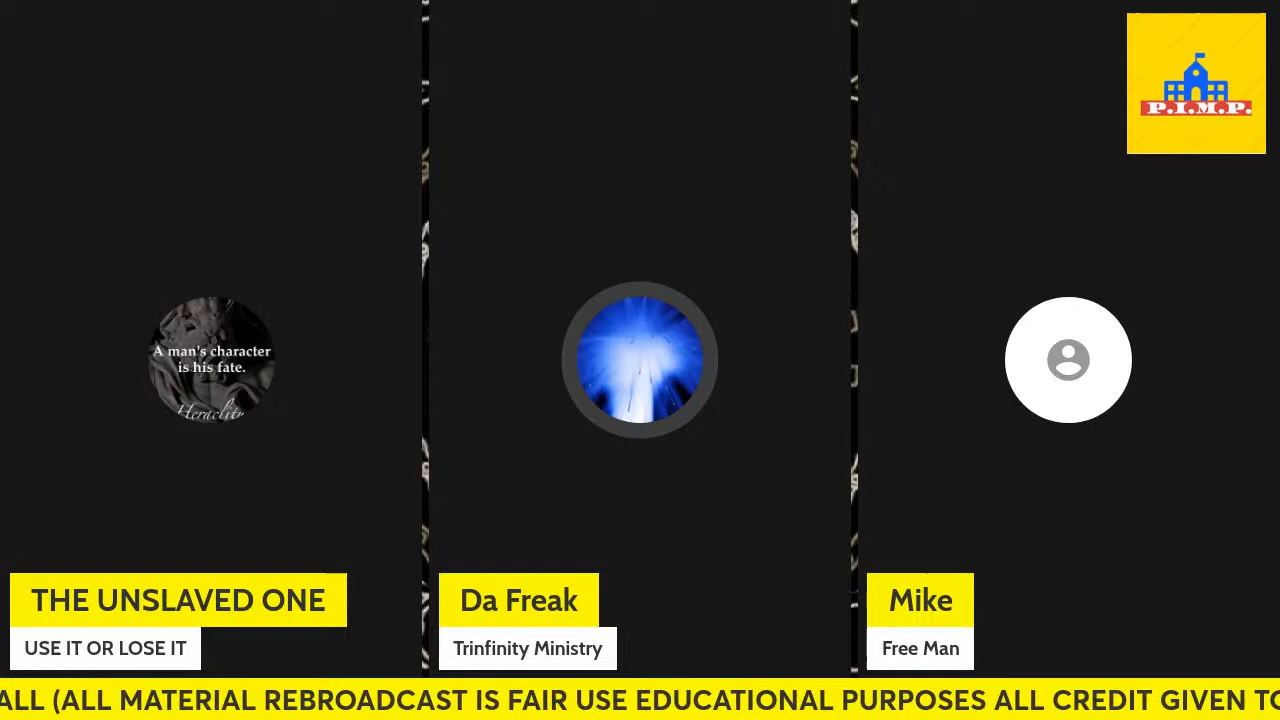 P.I.M.P.
A man's character
is his fate.
THE UNSLAVED ONE
USE IT OR LOSE IT
Da Freak
Trinfinity Ministry
Mike
Free Man
ALL (ALL MATERIAL REBROADCAST IS FAIR USE EDUCATIONAL PURPOSES ALL CREDIT GIVEN TO